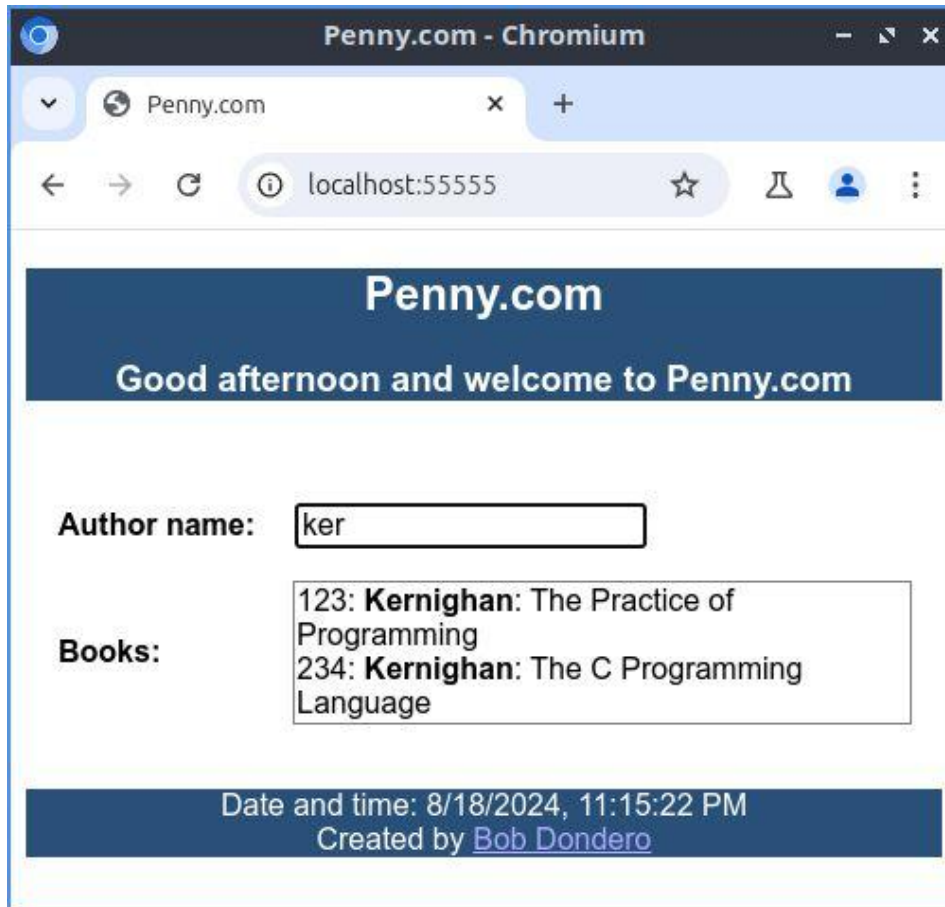 Penny.com - Chromium
Penny.com
localhost:55555
Penny.com
Good afternoon and welcome to Penny.com
Author name: ker
Books:
123: Kernighan: The Practice of
Programming
234: Kernighan: The C Programming
Language
Date and time: 8/18/2024, 11:15:22 PM
Created by Bob Dondero